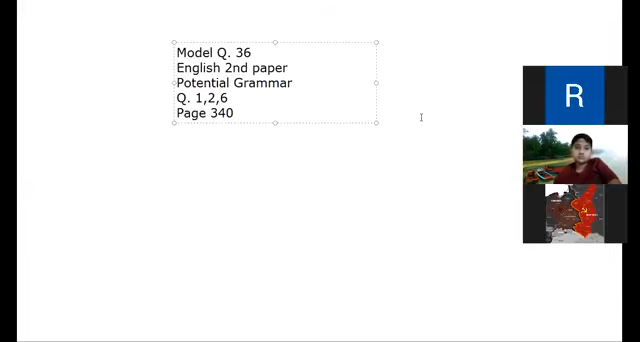 Model Q. 36
English 2nd paper
Potential Grammar
Q. 1,2,6
Page 340
R